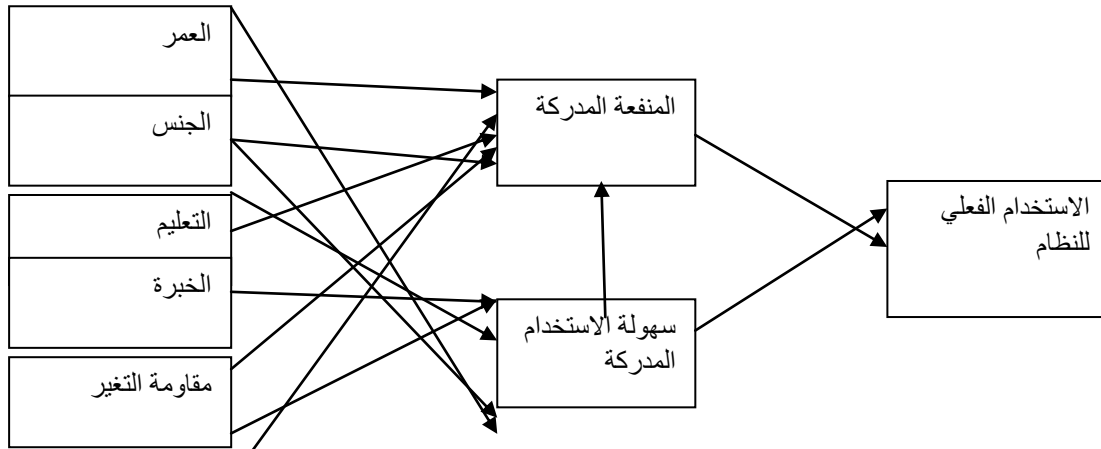 العمر
الجنس
التعليم
الخبرة
مقاومة التغير
المنفعة المدركة
سهولة الاستخدام
المدركة
الاستخدام الفعلي
للنظام